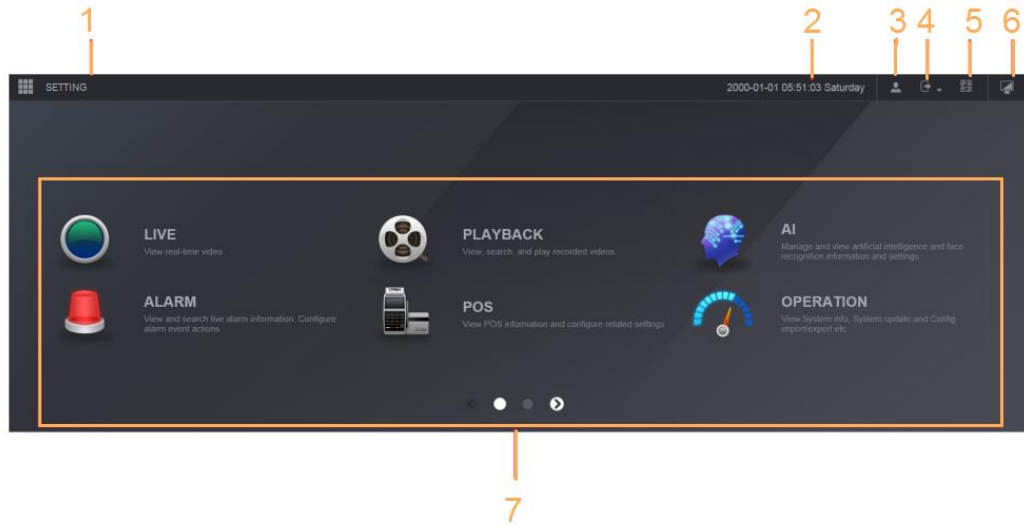 1
2
3
4
5
6
SETTING
2000-01-01 05:51:03 Saturday
LIVE
View real-time video.
PLAYBACK
View, search, and play recorded videos.
AI
Manage and view artificial intelligence and face
recognition information and settings.
ALARM
View and search live alarm information. Configure
alarm event actions.
POS
View POS information and configure related settings.
OPERATION
View System info, System update and Config
import/export etc
7